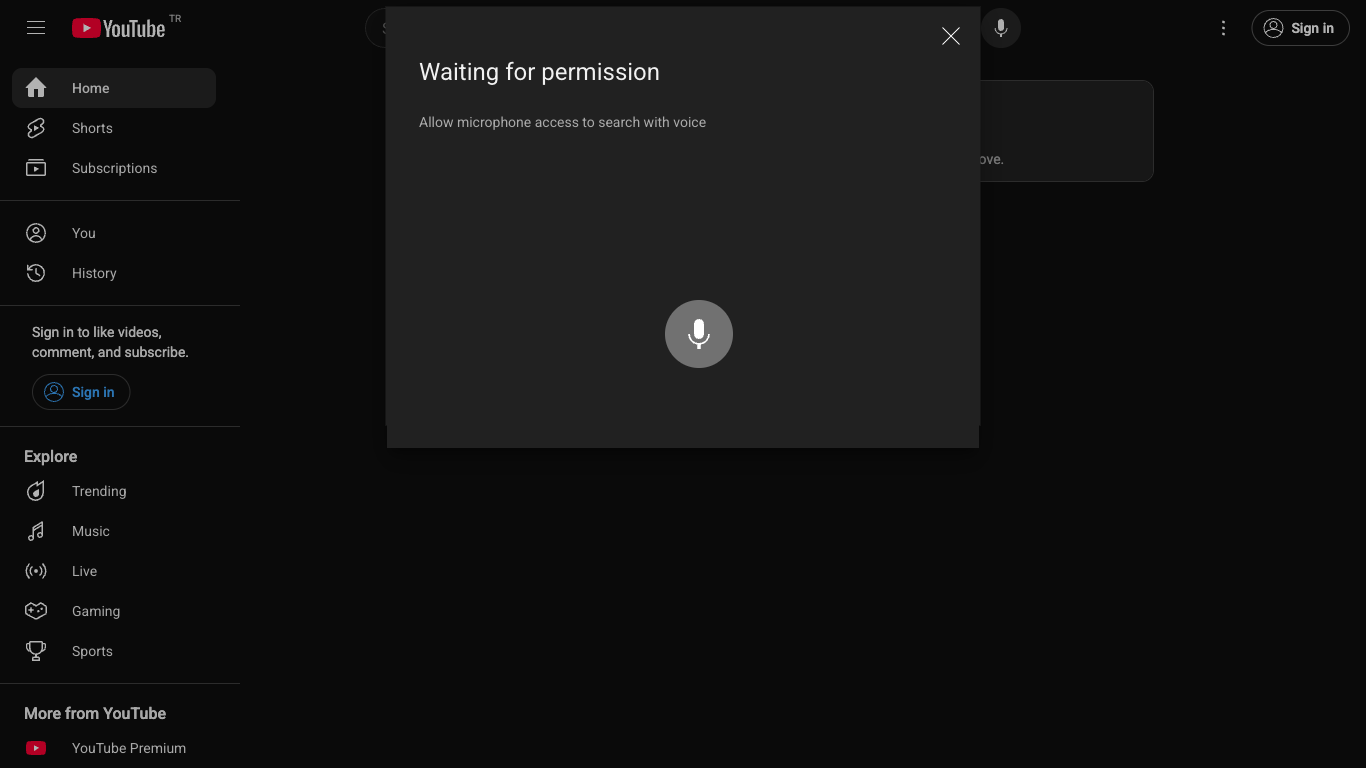 YouTube TR
Sign in
Waiting for permission
Allow microphone access to search with voice
ove.
Home
Shorts
Subscriptions
You
History
Sign in to like videos,
comment, and subscribe.
Sign in
Explore
Trending
Music
Live
Gaming
Sports
More from YouTube
YouTube Premium